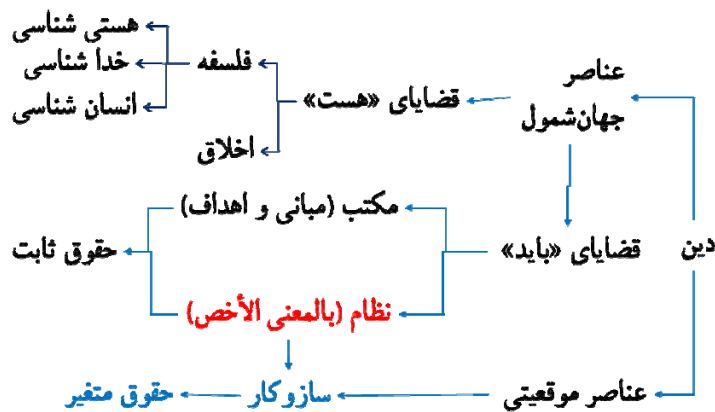 دین
عناصر
جهان‌شمول
قضایای «هست»
فلسفه
هستی شناسی
خدا شناسی
انسان شناسی
اخلاق
قضایای «باید»
مکتب (مبانی و اهداف)
نظام (بالمعنی الأخص)
حقوق ثابت
عناصر موقعیتی
سازوکار
حقوق متغیر